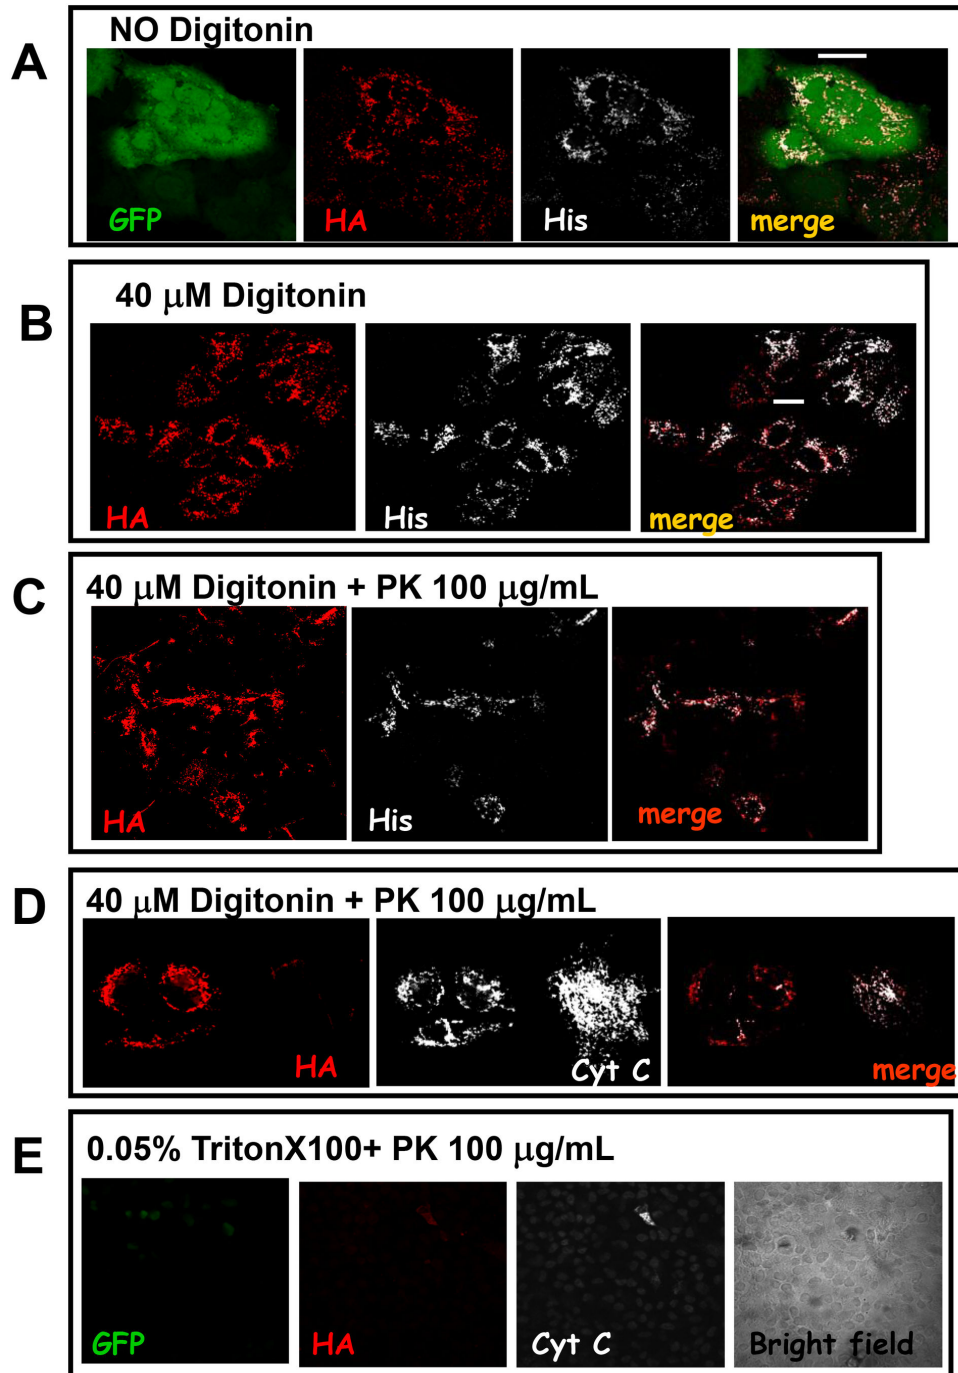 A
NO Digitonin
GFP
HA
His
merge
B
40 μM Digitonin
HA
His
merge
C
40 μM Digitonin + PK 100 μg/mL
HA
His
merge
D
40 μM Digitonin + PK 100 μg/mL
HA
Cyt C
merge
E
0.05% TritonX100+ PK 100 μg/mL
GFP
HA
Cyt C
Bright field